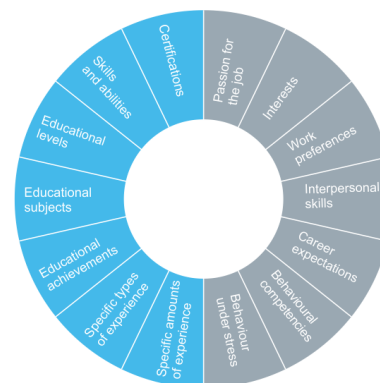 Certifications
Passion for
the job
Interests
Work
preferences
Interpersonal
skills
Career
expectations
Behavioural
competencies
Behaviour
under stress
Specific amounts
of experience
Specific types
of experience
Educational
achievements
Educational
subjects
Educational
levels
Skills
and abilities